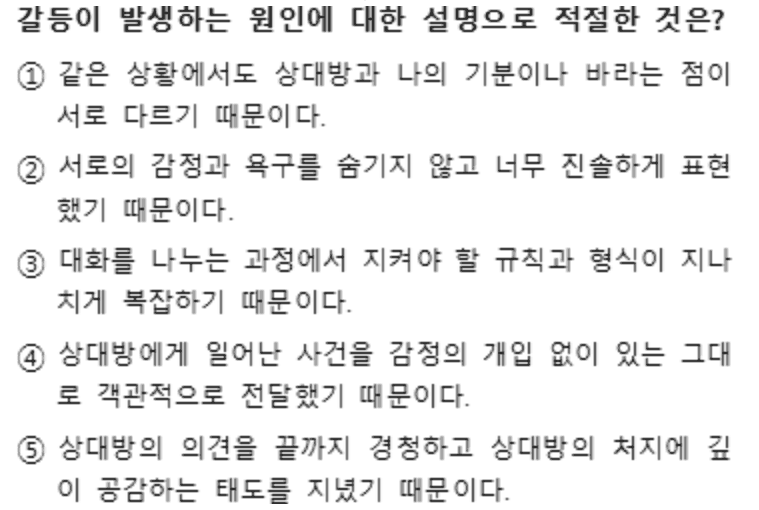 갈등이 발생하는 원인에 대한 설명으로 적절한 것은?
① 같은 상황에서도 상대방과 나의 기분이나 바라는 점이
서로 다르기 때문이다.
② 서로의 감정과 욕구를 숨기지 않고 너무 진솔하게 표현
했기 때문이다.
③ 대화를 나누는 과정에서 지켜야 할 규칙과 형식이 지나
치게 복잡하기 때문이다.
④ 상대방에게 일어난 사건을 감정의 개입 없이 있는 그대
로 객관적으로 전달했기 때문이다.
⑤ 상대방의 의견을 끝까지 경청하고 상대방의 처지에 깊
이 공감하는 태도를 지녔기 때문이다.